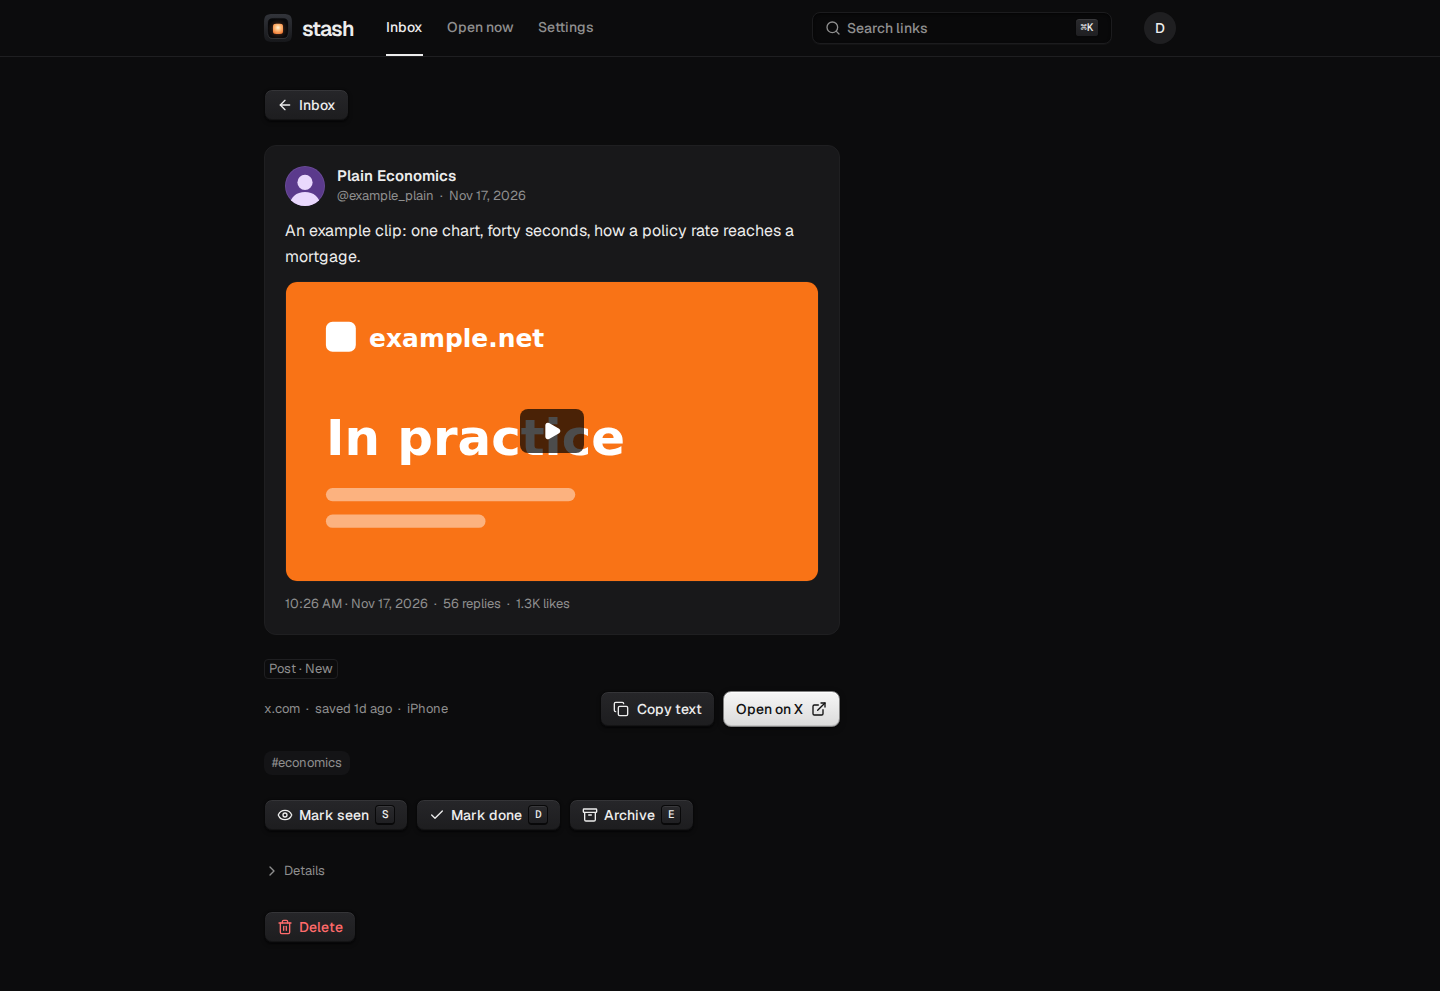 stash
Inbox
Open now
Settings
Search links
⌘K
D
Inbox
Plain Economics
@example_plain · Nov 17, 2026
An example clip: one chart, forty seconds, how a policy rate reaches a
mortgage.
example.net
In practice
10:26 AM · Nov 17, 2026 · 56 replies · 1.3K likes
Post · New
x.com · saved 1d ago · iPhone
Copy text
Open on X
#economics
Mark seen S
Mark done D
Archive E
Details
Delete